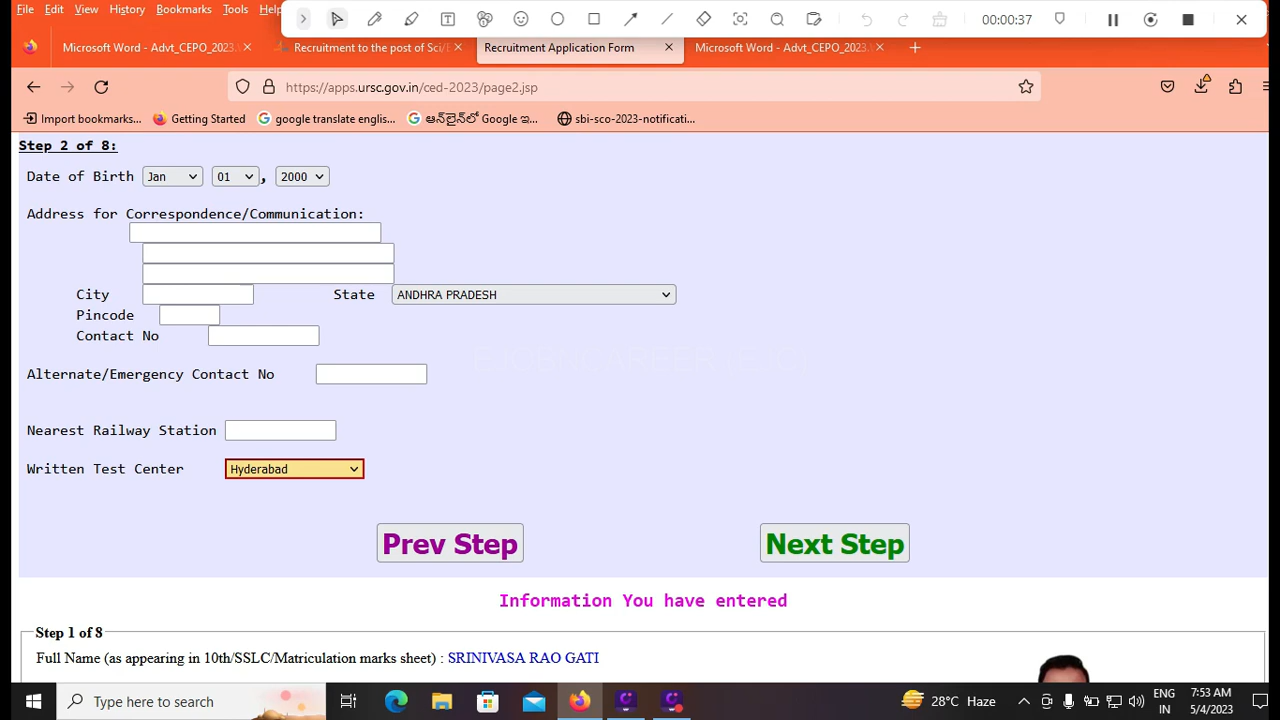 File Edit View History Bookmarks Tools Help
00:00:37
Microsoft Word - Advt_CEPO_2023.
Recruitment to the post of Sci/E
Recruitment Application Form
Microsoft Word - Advt_CEPO_2023.
https://apps.ursc.gov.in/ced-2023/page2.jsp
Import bookmarks...
Getting Started
google translate englis...
ఆన్‌లైన్‌లో Google ఇ...
sbi-sco-2023-notificati...
Step 2 of 8:
Date of Birth Jan 01 , 2000
Address for Correspondence/Communication:
City State ANDHRA PRADESH
Pincode
Contact No
Alternate/Emergency Contact No
Nearest Railway Station
Written Test Center Hyderabad
Prev Step Next Step
Information You have entered
Step 1 of 8
Full Name (as appearing in 10th/SSLC/Matriculation marks sheet) : SRINIVASA RAO GATI
Type here to search
28°C Haze
ENG
IN
7:53 AM
5/4/2023